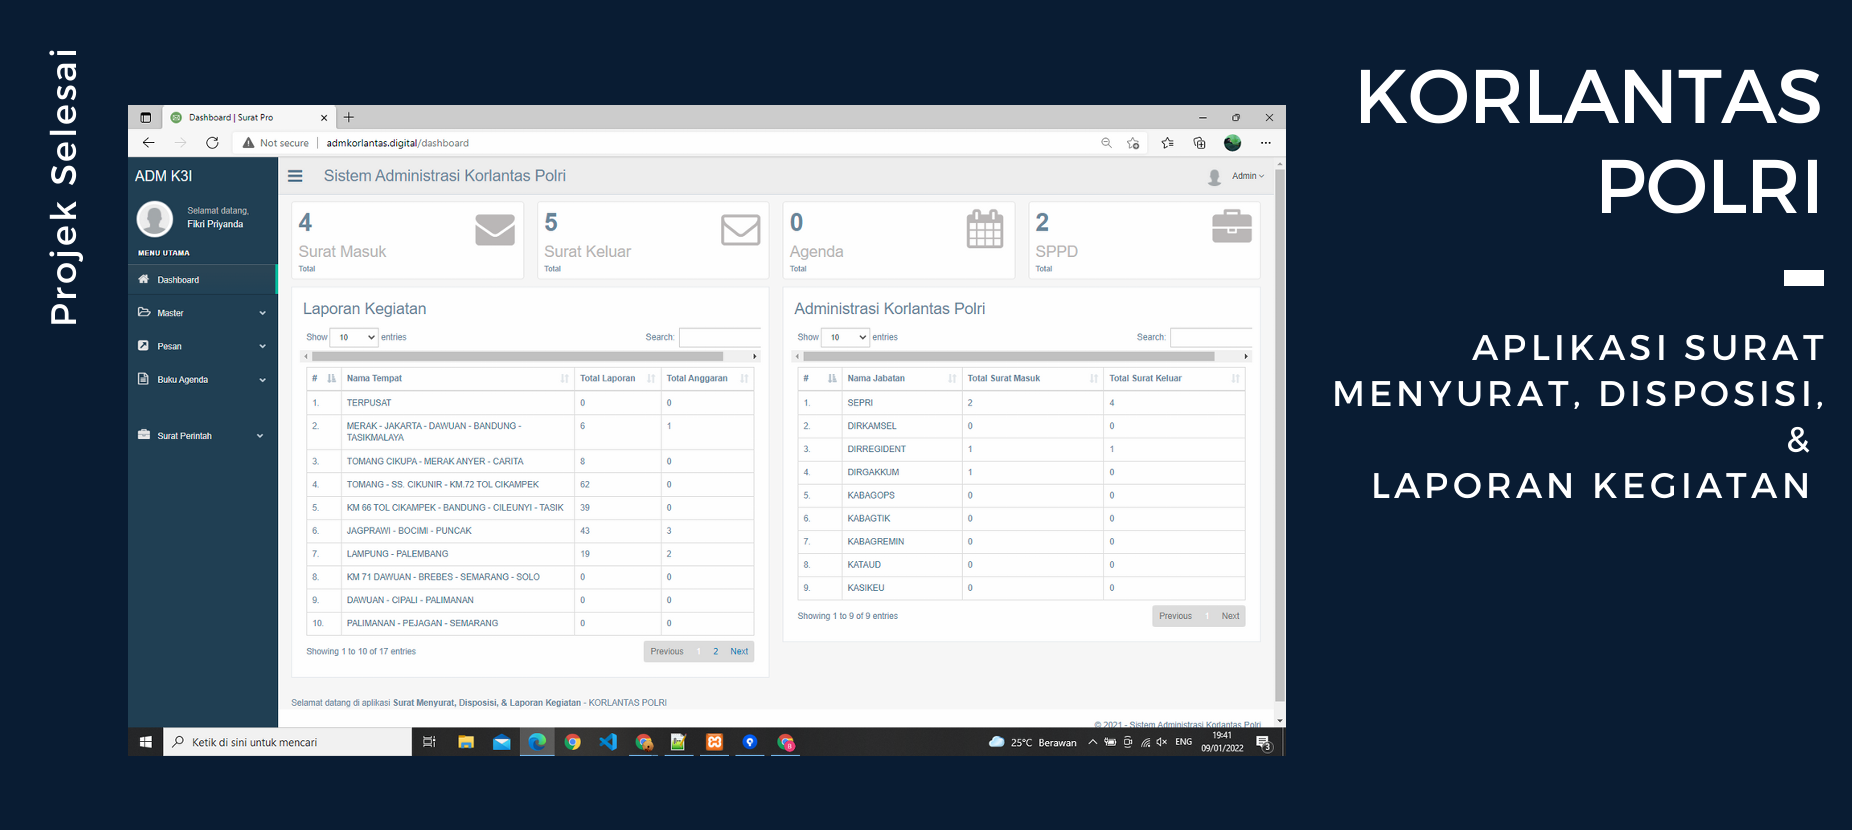 Projek Selesai
Dashboard | Surat Pro
Not secure
admkorlantas.digital/dashboard
ADM K3I
Selamat datang,
Fikri Priyanda
MENU UTAMA
Dashboard
Master
Pesan
Buku Agenda
Surat Perintah
Sistem Administrasi Korlantas Polri
Admin
4
Surat Masuk
Total
5
Surat Keluar
Total
0
Agenda
Total
2
SPPD
Total
Laporan Kegiatan
Show 10 entries
Search:
# Nama Tempat Total Laporan Total Anggaran
1. TERPUSAT 0 0
2. MERAK - JAKARTA - DAWUAN - BANDUNG - 6 1
TASIKMALAYA
3. TOMANG CIKUPA - MERAK ANYER - CARITA 8 0
4. TOMANG - SS. CIKUNIR - KM.72 TOL CIKAMPEK 62 0
5. KM 66 TOL CIKAMPEK - BANDUNG - CILEUNYI - TASIK 39 0
6. JAGPRAWI - BOCIMI - PUNCAK 43 3
7. LAMPUNG - PALEMBANG 19 2
8. KM 71 DAWUAN - BREBES - SEMARANG - SOLO 0 0
9. DAWUAN - CIPALI - PALIMANAN 0 0
10. PALIMANAN - PEJAGAN - SEMARANG 0 0
Showing 1 to 10 of 17 entries
Previous 1 2 Next
Administrasi Korlantas Polri
Show 10 entries
Search:
# Nama Jabatan Total Surat Masuk Total Surat Keluar
1. SEPRI 2 4
2. DIRKAMSEL 0 0
3. DIRREGIDENT 1 1
4. DIRGAKKUM 1 0
5. KABAGOPS 0 0
6. KABAGTIK 0 0
7. KABAGREMIN 0 0
8. KATAUD 0 0
9. KASIKEU 0 0
Showing 1 to 9 of 9 entries
Previous 1 Next
Selamat datang di aplikasi Surat Menyurat, Disposisi, & Laporan Kegiatan - KORLANTAS POLRI
© 2021 - Sistem Administrasi Korlantas Polri
Ketik di sini untuk mencari
25°C Berawan
ENG
19:41
09/01/2022
3
KORLANTAS
POLRI
APLIKASI SURAT
MENYURAT, DISPOSISI,
&
LAPORAN KEGIATAN